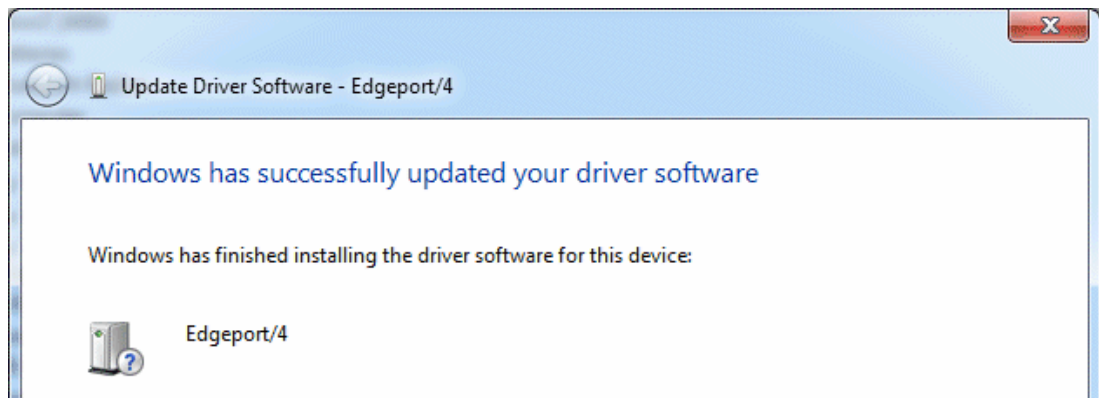 Update Driver Software - Edgeport/4
Windows has successfully updated your driver software
Windows has finished installing the driver software for this device:
Edgeport/4